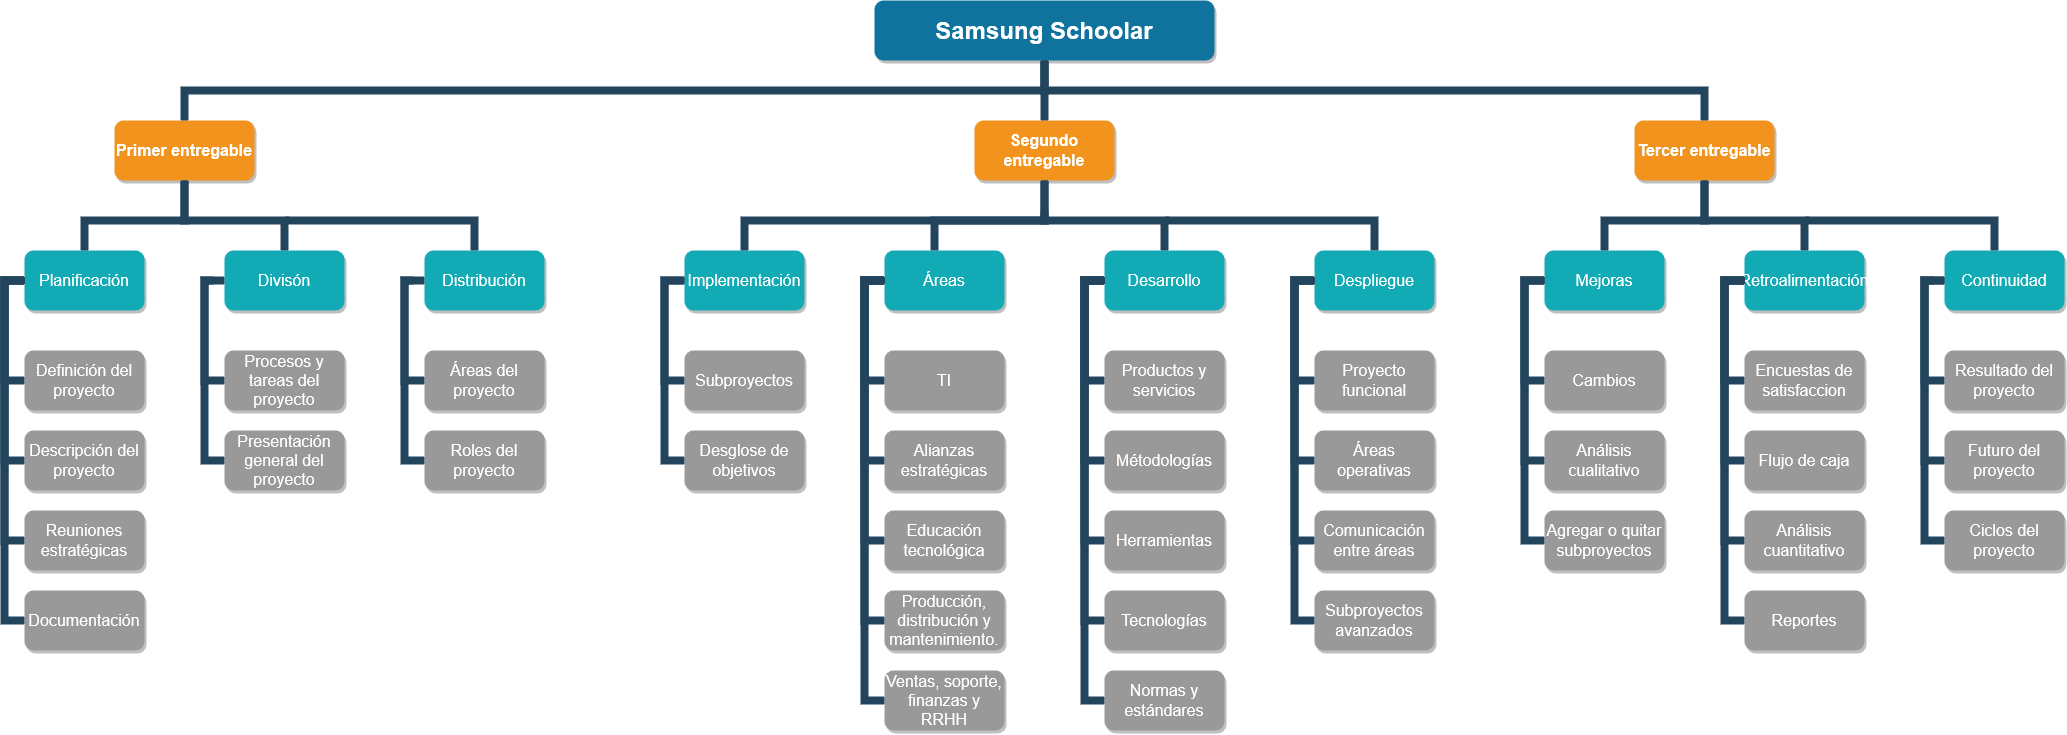 Samsung Schoolar
Primer entregable
Segundo
entregable
Tercer entregable
Planificación
Divisón
Distribución
Implementación
Áreas
Desarrollo
Despliegue
Mejoras
Retroalimentación
Continuidad
Definición del
proyecto
Descripción del
proyecto
Reuniones
estratégicas
Documentación
Procesos y
tareas del
proyecto
Presentación
general del
proyecto
Áreas del
proyecto
Roles del
proyecto
Subproyectos
Desglose de
objetivos
TI
Alianzas
estratégicas
Educación
tecnológica
Producción,
distribución y
mantenimiento.
Ventas, soporte,
finanzas y
RRHH
Productos y
servicios
Métodologías
Herramientas
Tecnologías
Normas y
estándares
Proyecto
funcional
Áreas
operativas
Comunicación
entre áreas
Subproyectos
avanzados
Cambios
Análisis
cualitativo
Agregar o quitar
subproyectos
Encuestas de
satisfaccion
Flujo de caja
Análisis
cuantitativo
Reportes
Resultado del
proyecto
Futuro del
proyecto
Ciclos del
proyecto